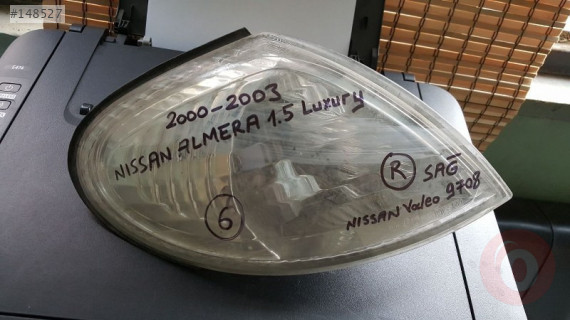 #148527
2000-2003
NISSAN ALMERA 1.5 Luxury
6
R SAĞ
NISSAN Valeo 9708